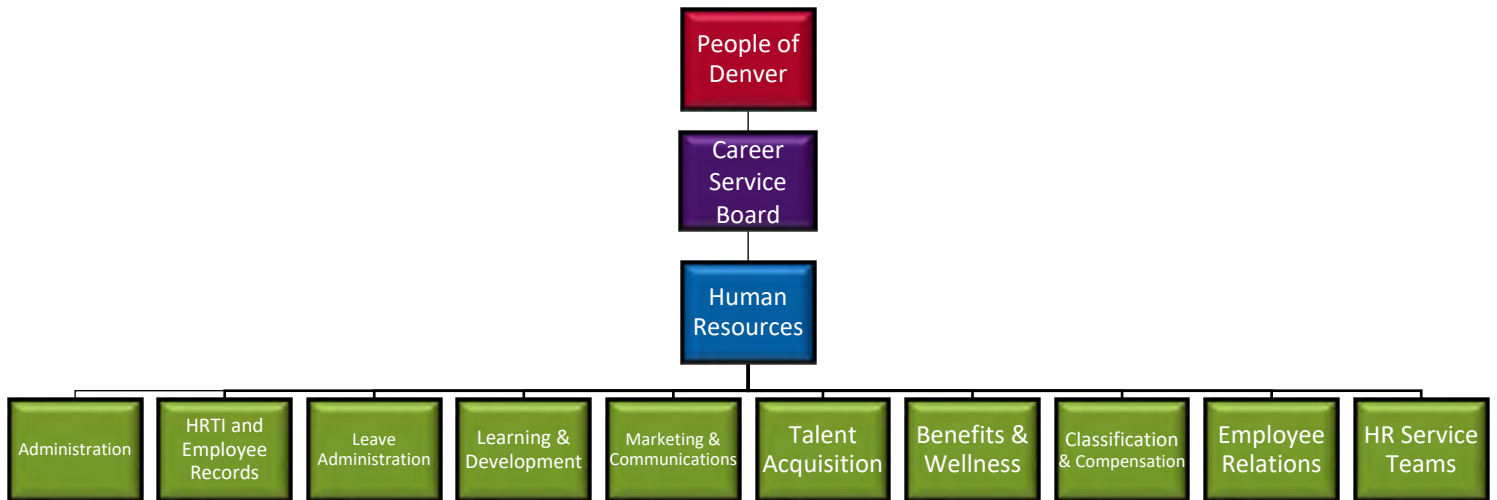 People of
Denver
Career
Service
Board
Human
Resources
Administration
HRTI and
Employee
Records
Leave
Administration
Learning &
Development
Marketing &
Communications
Talent
Acquisition
Benefits &
Wellness
Classification
& Compensation
Employee
Relations
HR Service
Teams